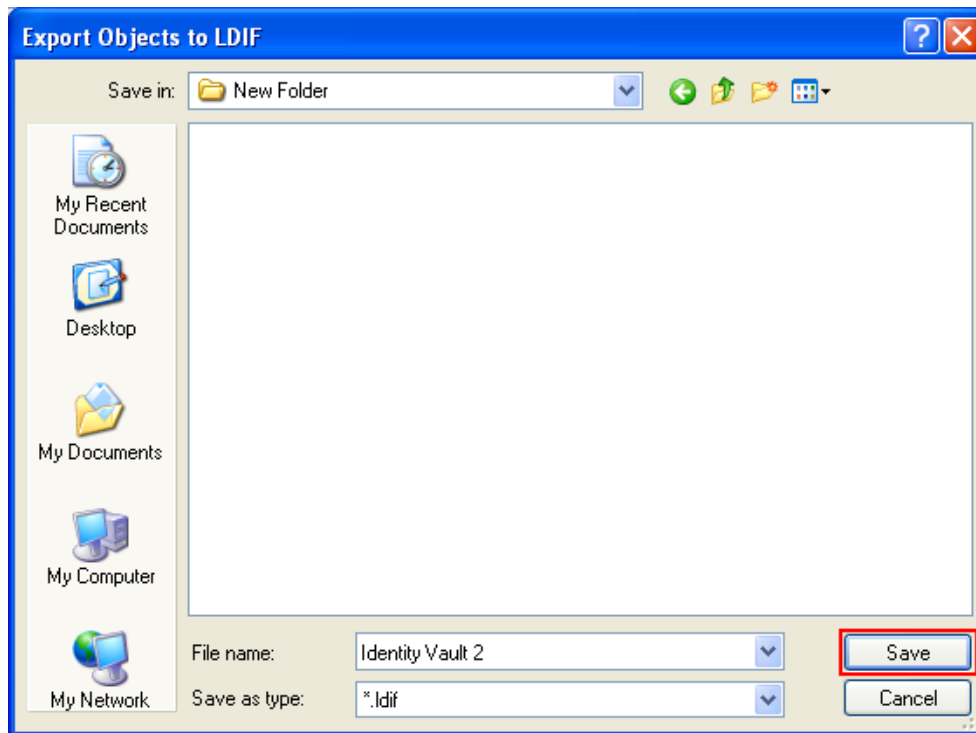 Export Objects to LDIF
Save in: New Folder
My Recent
Documents
Desktop
My Documents
My Computer
My Network
File name: Identity Vault 2 Save
Save as type: *.ldif Cancel